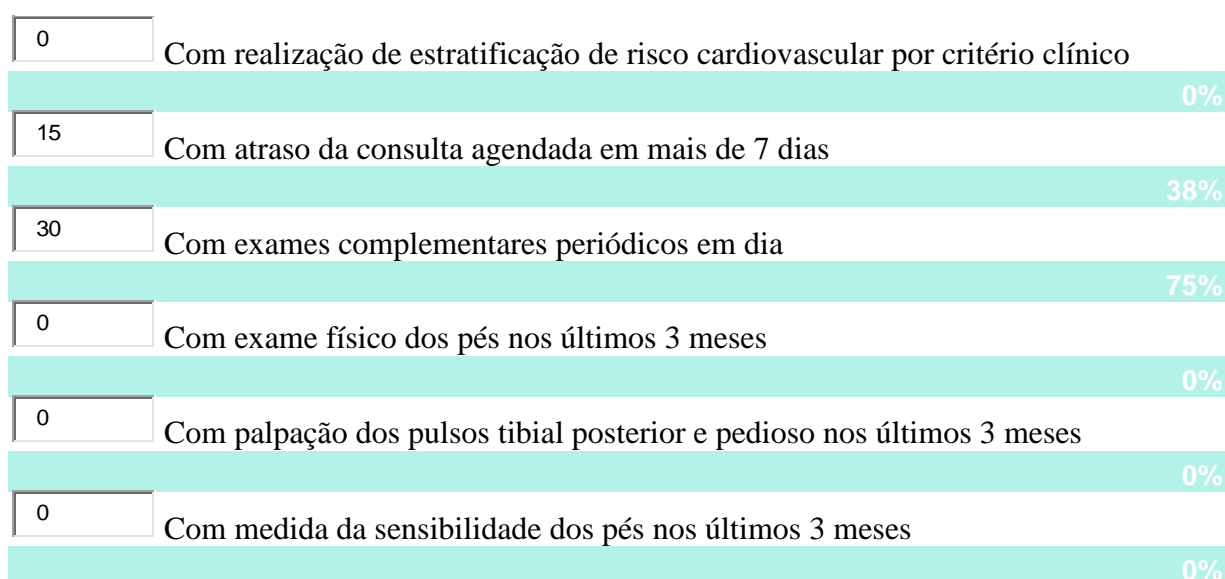 0 Com realização de estratificação de risco cardiovascular por critério clínico
0%
15 Com atraso da consulta agendada em mais de 7 dias
38%
30 Com exames complementares periódicos em dia
75%
0 Com exame físico dos pés nos últimos 3 meses
0%
0 Com palpação dos pulsos tibial posterior e pedioso nos últimos 3 meses
0%
0 Com medida da sensibilidade dos pés nos últimos 3 meses
0%